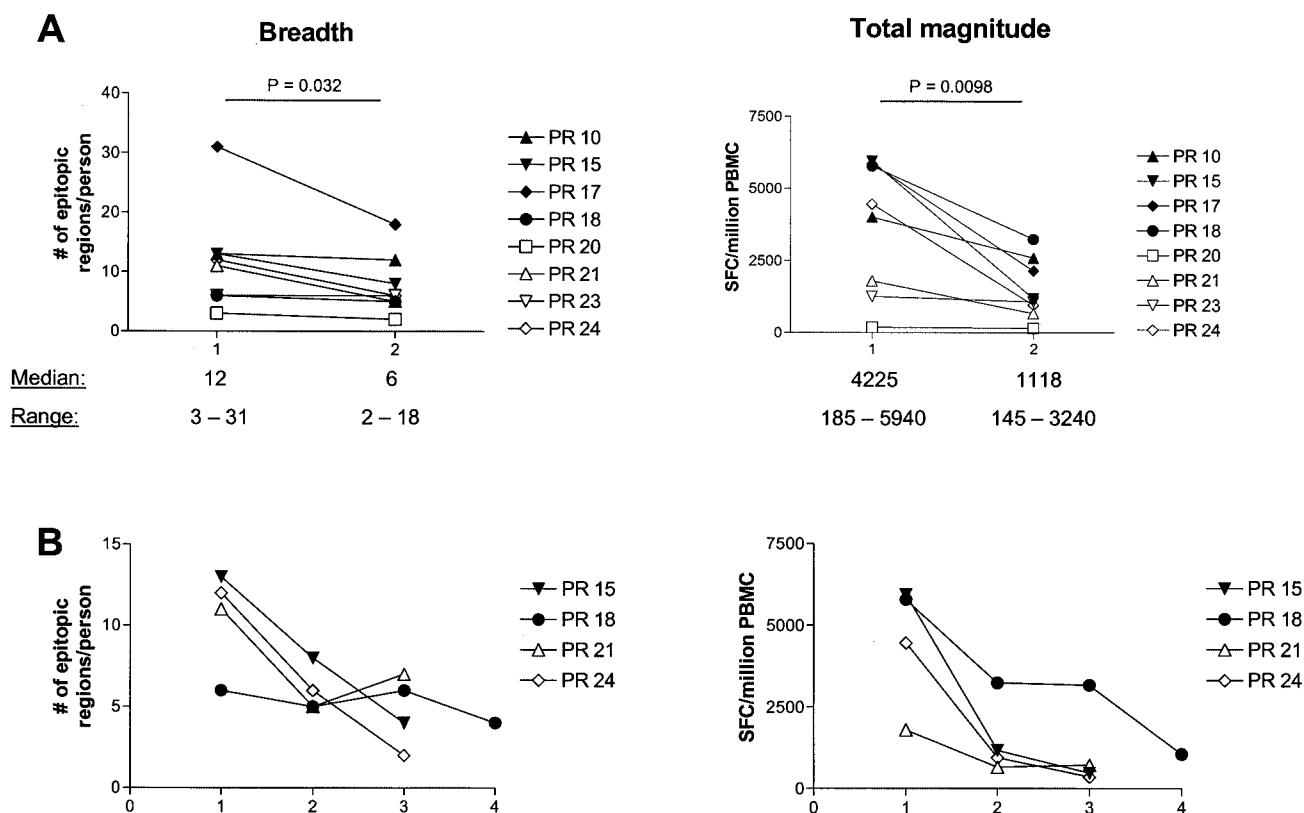 A
Breadth
Total magnitude
P = 0.032
# of epitopic
regions/person
40
30
20
10
0
1
2
PR 10
PR 15
PR 17
PR 18
PR 20
PR 21
PR 23
PR 24
P = 0.0098
SFC/million PBMC
7500
5000
2500
0
1
2
PR 10
PR 15
PR 17
PR 18
PR 20
PR 21
PR 23
PR 24
Median:
12
6
4225
1118
Range:
3 – 31
2 – 18
185 – 5940
145 – 3240
B
# of epitopic
regions/person
15
10
5
0
0
1
2
3
4
PR 15
PR 18
PR 21
PR 24
SFC/million PBMC
7500
5000
2500
0
0
1
2
3
4
PR 15
PR 18
PR 21
PR 24